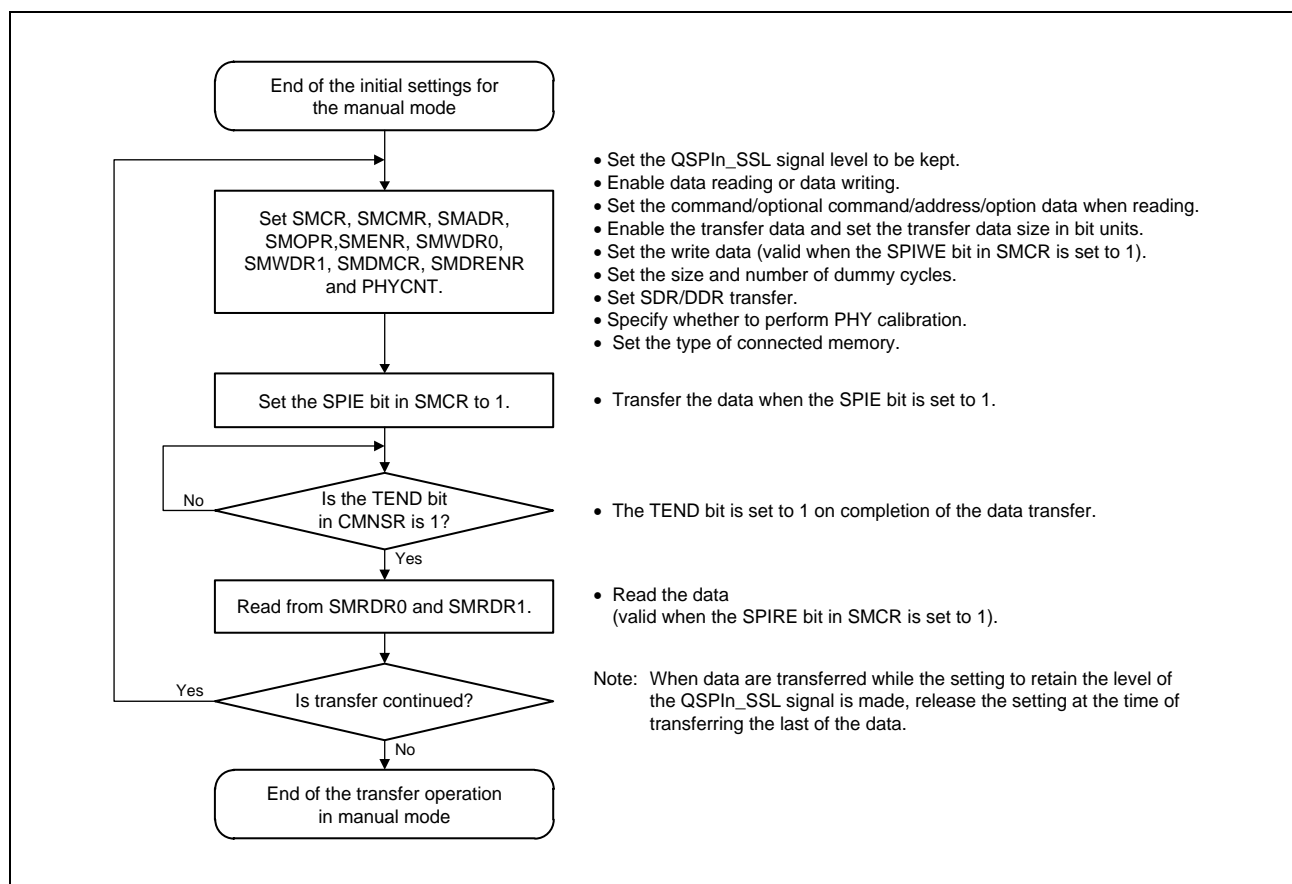 End of the initial settings for
the manual mode
Set SMCR, SMCMR, SMADR,
SMOPR,SMENR, SMWDR0,
SMWDR1, SMDMCR, SMDRENR
and PHYCNT.
• Set the QSPIn_SSL signal level to be kept.
• Enable data reading or data writing.
• Set the command/optional command/address/option data when reading.
• Enable the transfer data and set the transfer data size in bit units.
• Set the write data (valid when the SPIWE bit in SMCR is set to 1).
• Set the size and number of dummy cycles.
• Set SDR/DDR transfer.
• Specify whether to perform PHY calibration.
• Set the type of connected memory.
Set the SPIE bit in SMCR to 1.
• Transfer the data when the SPIE bit is set to 1.
No
Is the TEND bit
in CMNSR is 1?
• The TEND bit is set to 1 on completion of the data transfer.
Yes
Read from SMRDR0 and SMRDR1.
• Read the data
(valid when the SPIRE bit in SMCR is set to 1).
Yes
Is transfer continued?
Note: When data are transferred while the setting to retain the level of
the QSPIn_SSL signal is made, release the setting at the time of
transferring the last of the data.
No
End of the transfer operation
in manual mode